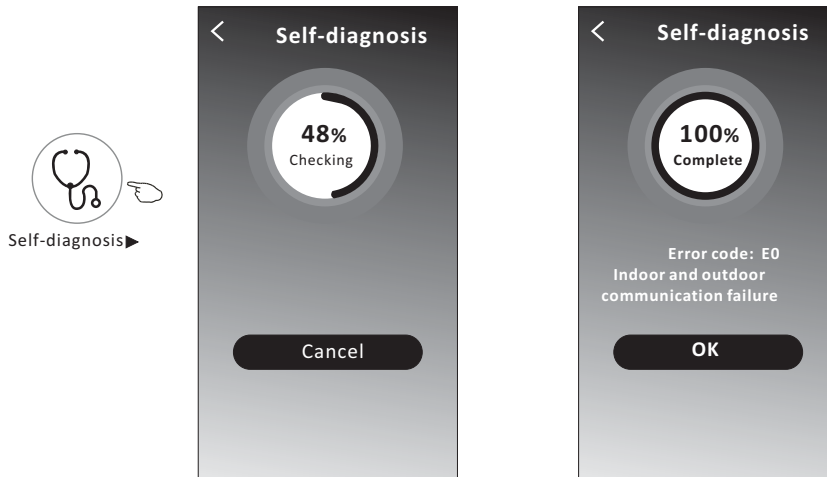 Self-diagnosis▶
Self-diagnosis
48%
Checking
Cancel
Self-diagnosis
100%
Complete
Error code: E0
Indoor and outdoor
communication failure
OK